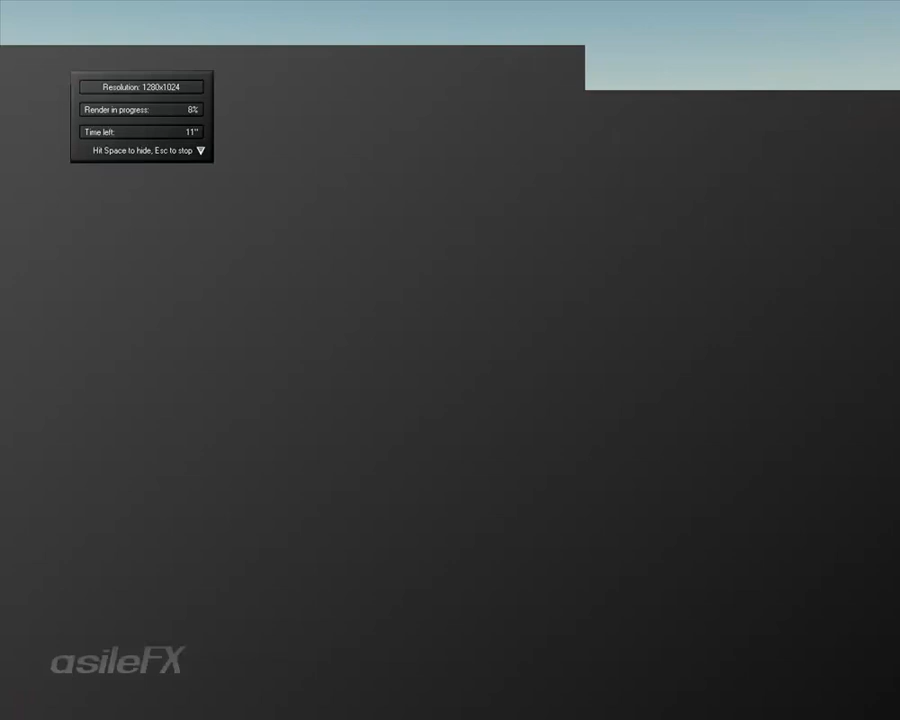 Resolution: 1280x1024
Render in progress: 8%
Time left: 11"
Hit Space to hide, Esc to stop
asileFX